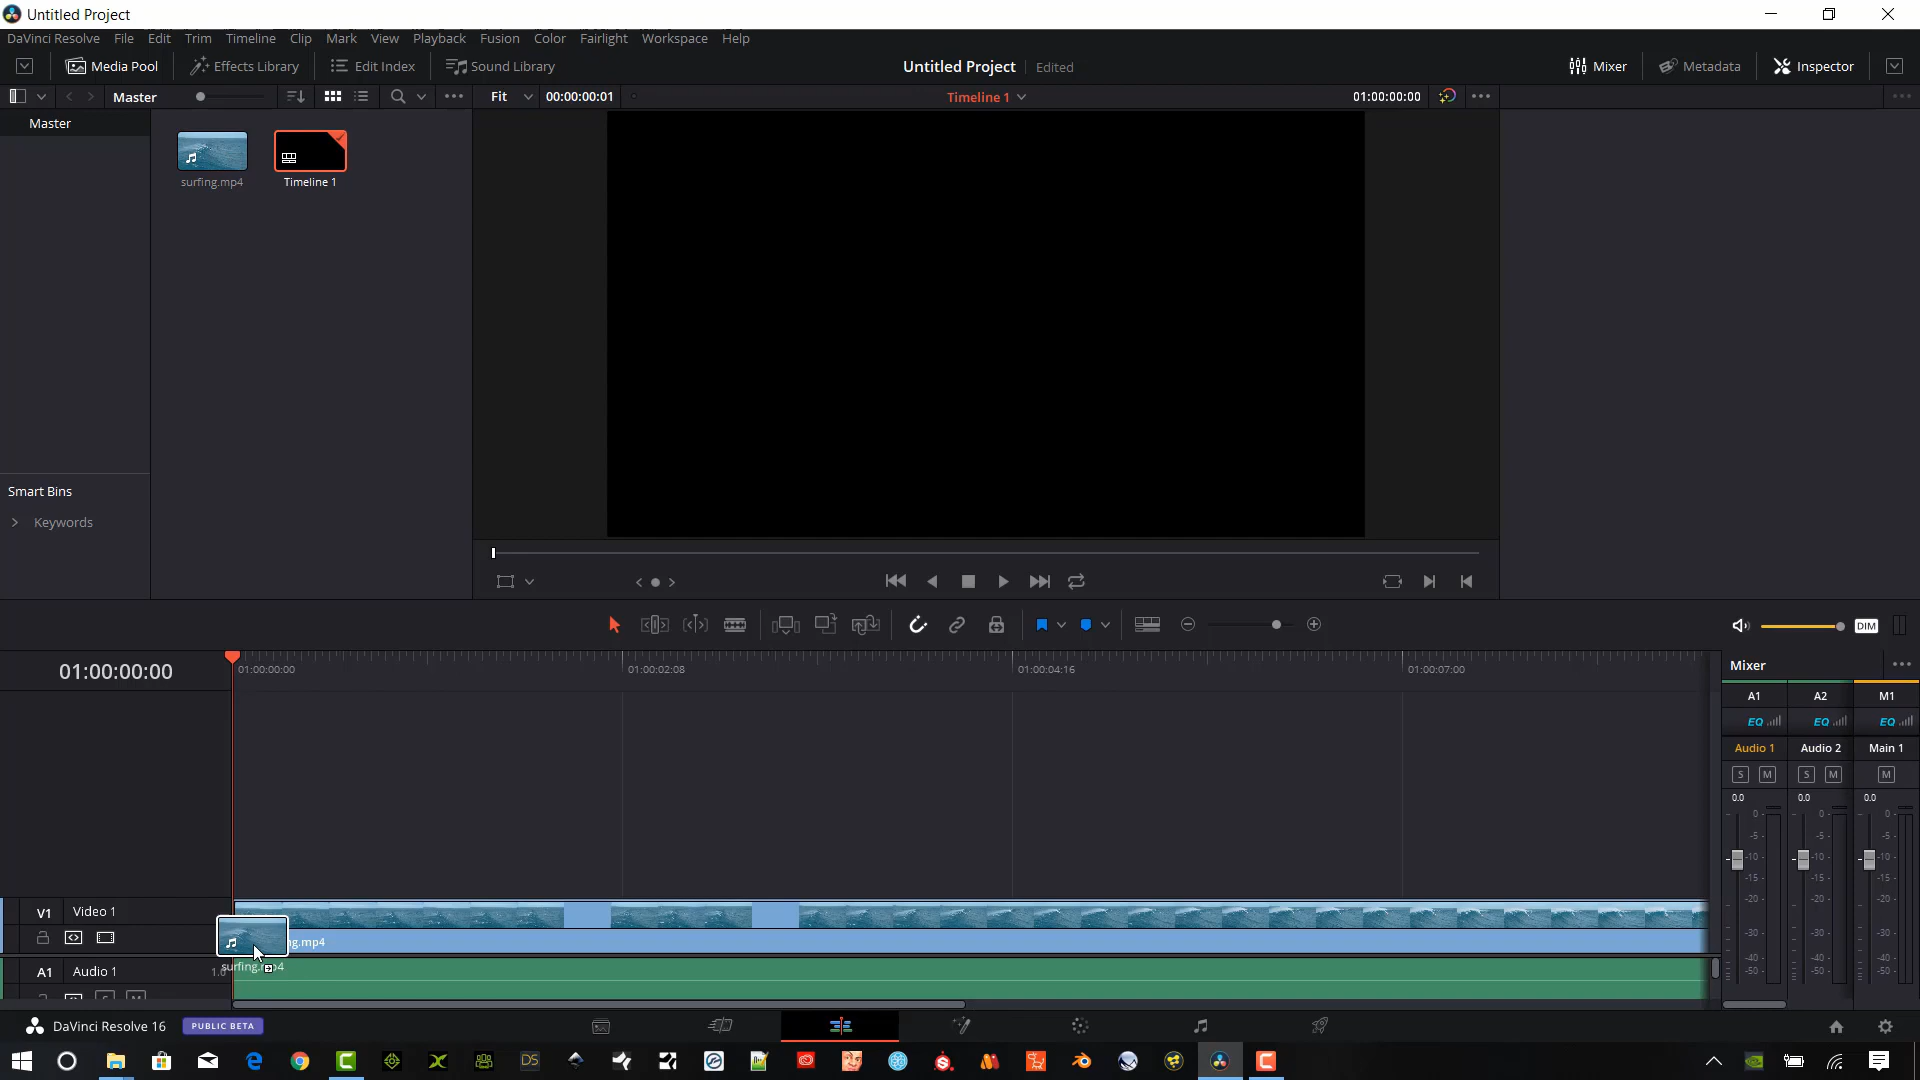 Untitled Project
DaVinci Resolve File Edit Trim Timeline Clip Mark View Playback Fusion Color Fairlight Workspace Help
Media Pool Effects Library Edit Index Sound Library Untitled Project Edited Mixer Metadata Inspector
Master Fit 00:00:00:01 Timeline 1 01:00:00:00
Master
surfing.mp4 Timeline 1
Smart Bins
Keywords
DIM
01:00:00:00 01:00:00:00 01:00:02:08 01:00:04:16 01:00:07:00 Mixer
A1 A2 M1
EQ EQ EQ
Audio 1 Audio 2 Main 1
S M S M M
0.0 0.0 0.0
0- 0- 0-
-5- -5- -5-
-10- -10- -10-
-15- -15- -15-
-20- -20- -20-
-30- -30- -30-
-40- -40- -40-
-50- -50- -50-
V1 Video 1
ng.mp4
surfing.mp4
A1 Audio 1 1.0
S M
DaVinci Resolve 16 PUBLIC BETA
DS